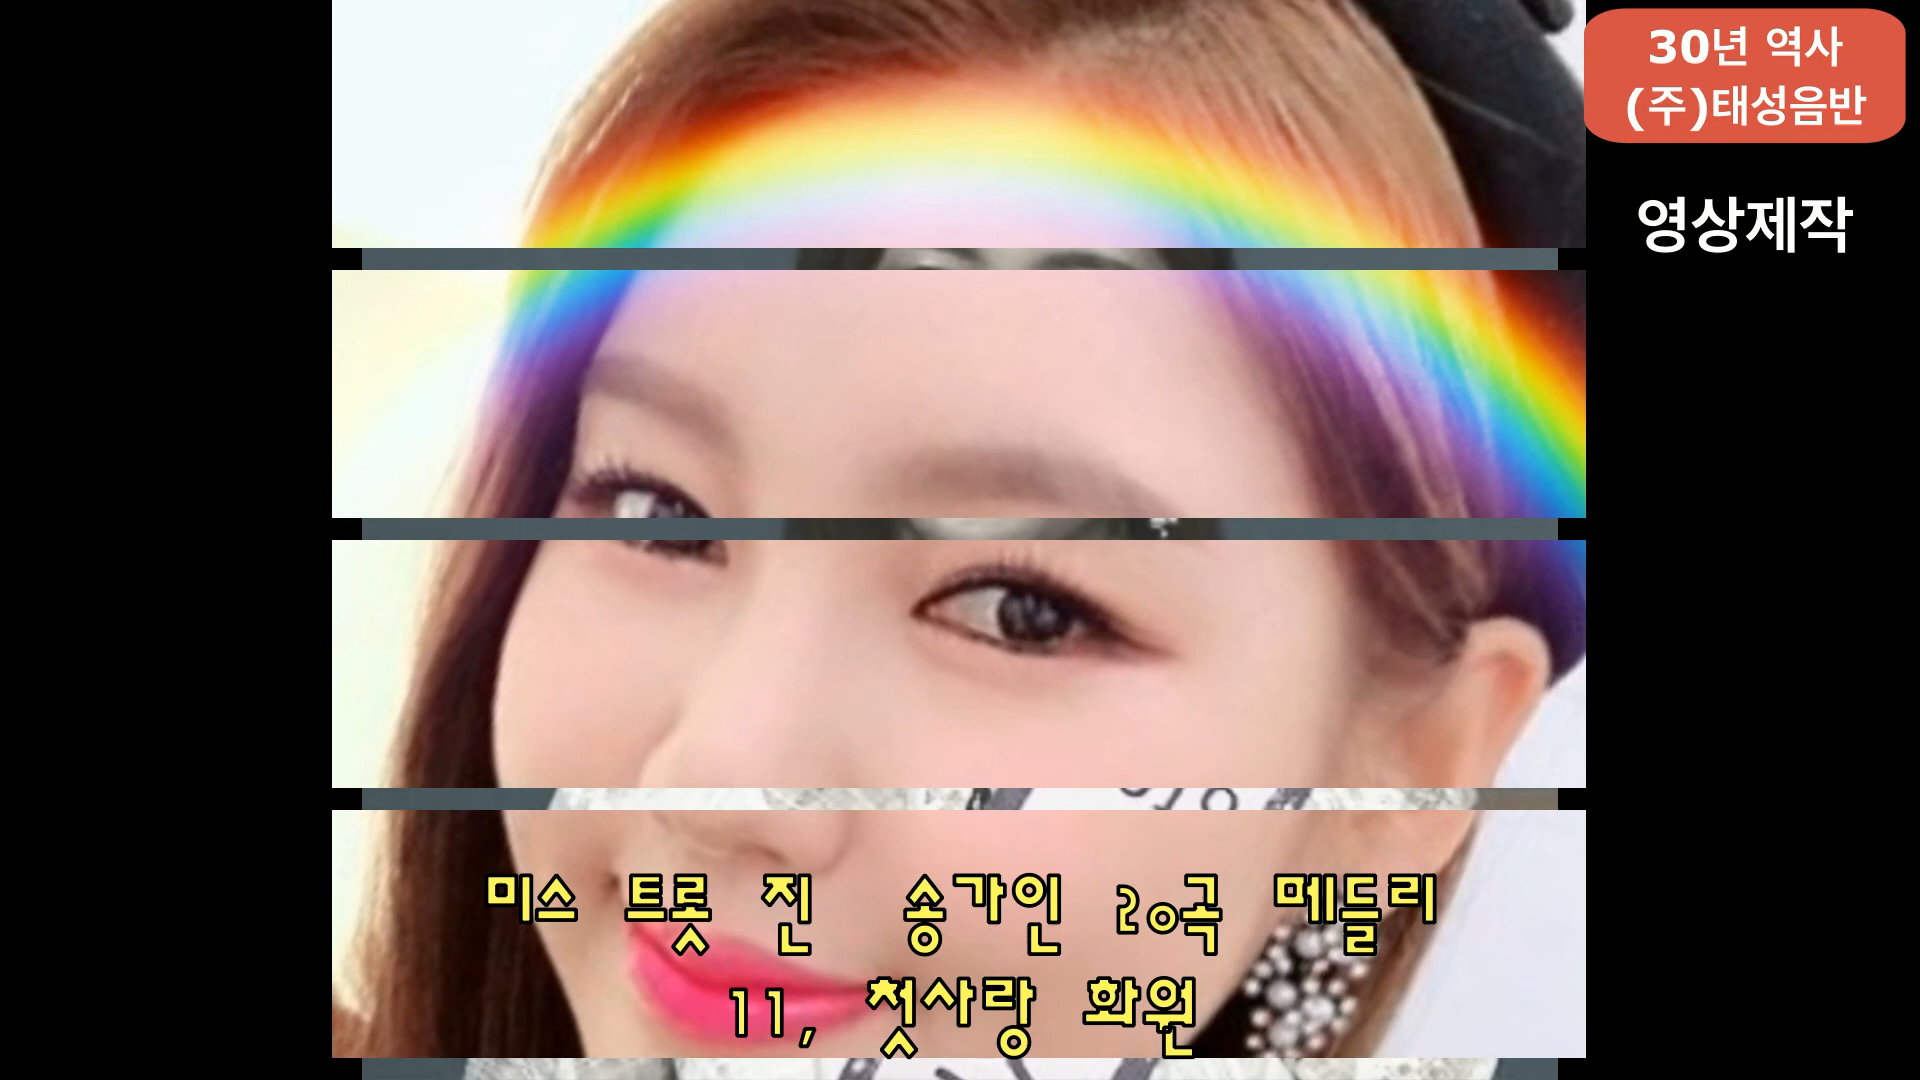 30년 역사
(주)태성음반
영상제작
미스 트롯 진 송가인 20곡 메들리
11, 첫사랑 화원